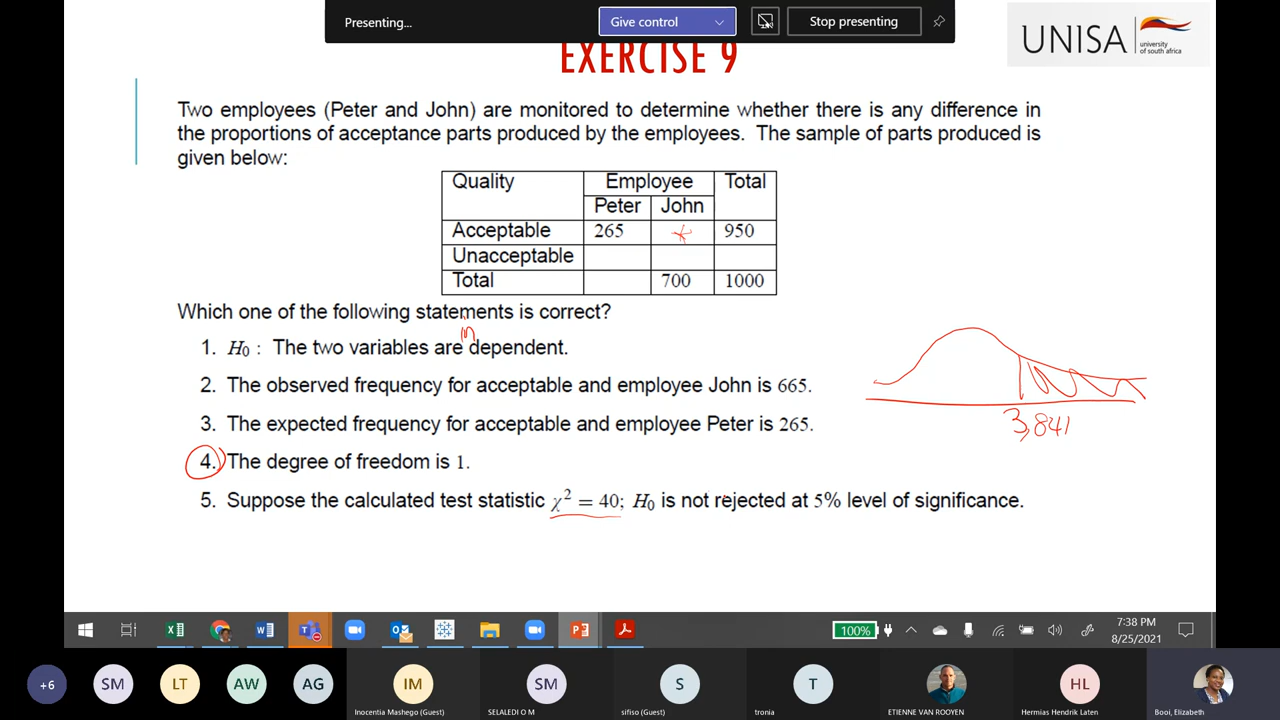 Presenting...
Give control
Stop presenting
UNISA university of south africa
EXERCISE 9
Two employees (Peter and John) are monitored to determine whether there is any difference in
the proportions of acceptance parts produced by the employees. The sample of parts produced is
given below:
Quality Employee Total
Peter John
Acceptable 265 * 950
Unacceptable
Total 700 1000
Which one of the following statements is correct?
in
1. H₀ : The two variables are dependent.
2. The observed frequency for acceptable and employee John is 665.
3. The expected frequency for acceptable and employee Peter is 265.
3,841
4. The degree of freedom is 1.
5. Suppose the calculated test statistic χ² = 40; H₀ is not rejected at 5% level of significance.
100%
7:38 PM
8/25/2021
+6 SM LT AW AG IM SM S T HL
Inocentia Mashego (Guest) SELALEDI O M sifiso (Guest) tronia ETIENNE VAN ROOYEN Hermias Hendrik Laten Booi, Elizabeth